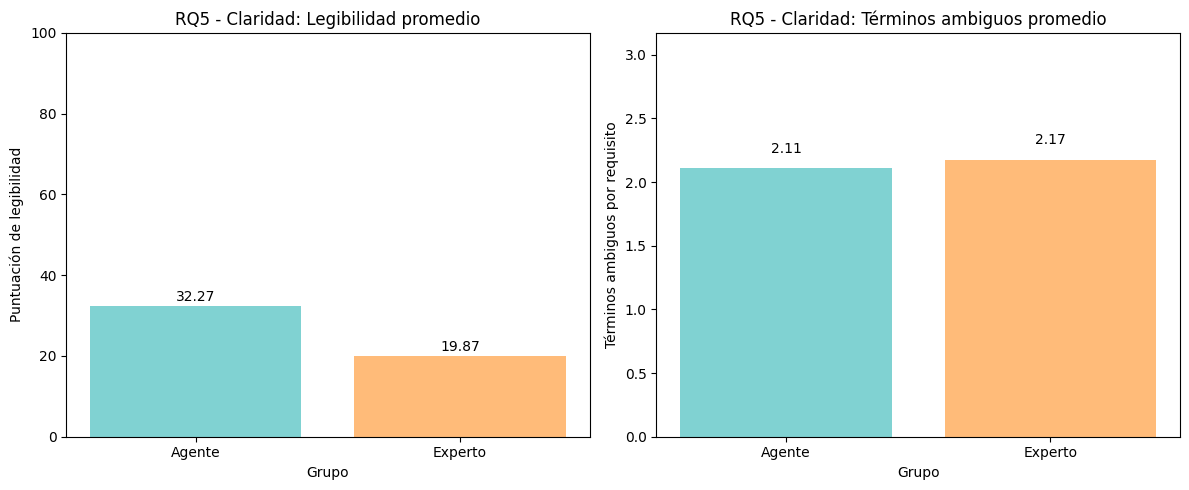 RQ5 - Claridad: Legibilidad promedio
Puntuación de legibilidad
100
80
60
40
20
0
32.27
19.87
Agente
Experto
Grupo
RQ5 - Claridad: Términos ambiguos promedio
Términos ambiguos por requisito
3.0
2.5
2.0
1.5
1.0
0.5
0.0
2.11
2.17
Agente
Experto
Grupo